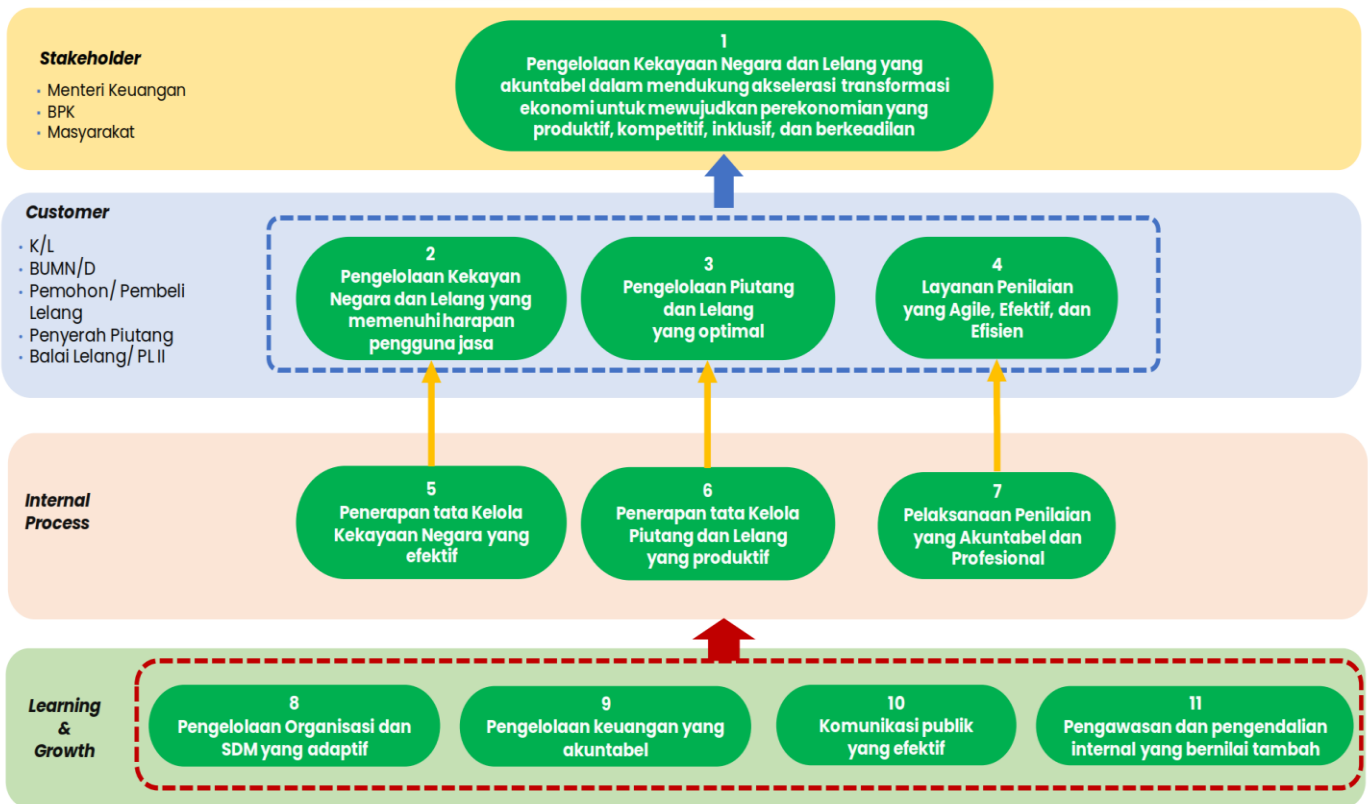 Stakeholder
• Menteri Keuangan
• BPK
• Masyarakat
1
Pengelolaan Kekayaan Negara dan Lelang yang
akuntabel dalam mendukung akselerasi transformasi
ekonomi untuk mewujudkan perekonomian yang
produktif, kompetitif, inklusif, dan berkeadilan
Customer
• K/L
• BUMN/D
• Pemohon/ Pembeli
Lelang
• Penyerah Piutang
• Balai Lelang/ PL II
2
Pengelolaan Kekayan
Negara dan Lelang yang
memenuhi harapan
pengguna jasa
3
Pengelolaan Piutang
dan Lelang
yang optimal
4
Layanan Penilaian
yang Agile, Efektif, dan
Efisien
Internal
Process
5
Penerapan tata Kelola
Kekayaan Negara yang
efektif
6
Penerapan tata Kelola
Piutang dan Lelang
yang produktif
7
Pelaksanaan Penilaian
yang Akuntabel dan
Profesional
Learning
&
Growth
8
Pengelolaan Organisasi dan
SDM yang adaptif
9
Pengelolaan keuangan yang
akuntabel
10
Komunikasi publik
yang efektif
11
Pengawasan dan pengendalian
internal yang bernilai tambah